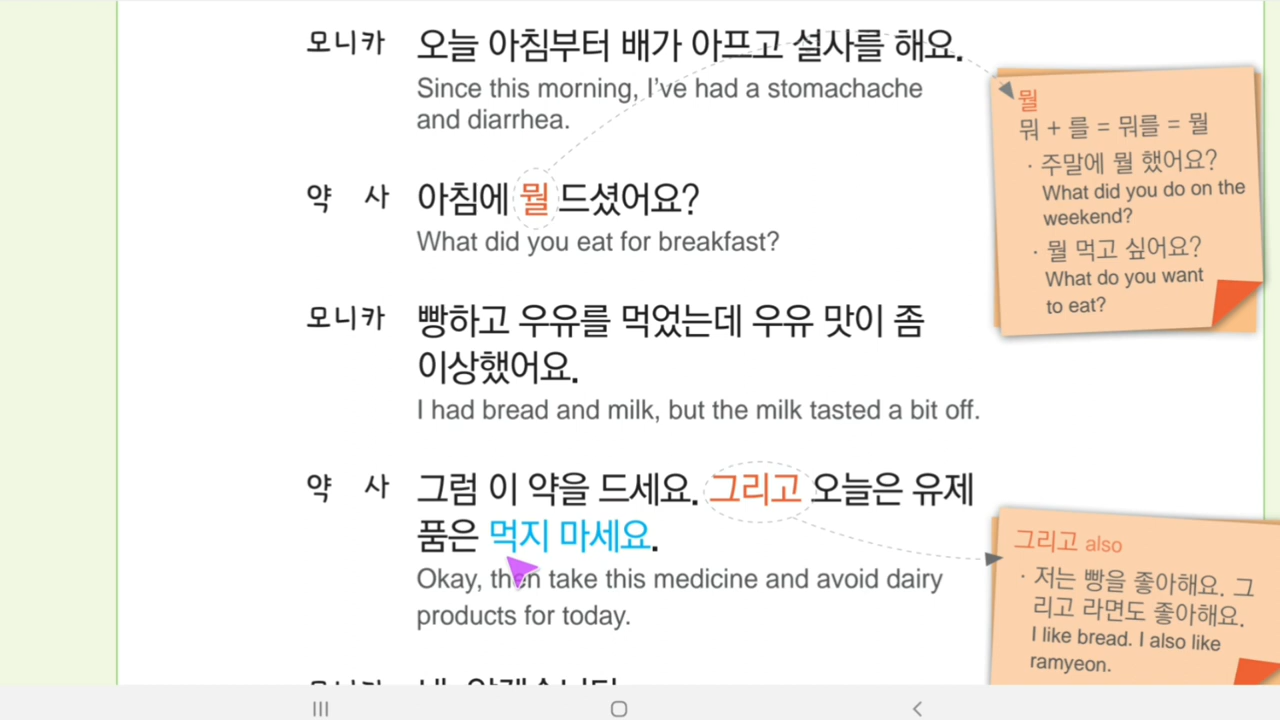 모니카 오늘 아침부터 배가 아프고 설사를 해요.
Since this morning, I've had a stomachache
and diarrhea.
약 사 아침에 뭘 드셨어요?
What did you eat for breakfast?
모니카 빵하고 우유를 먹었는데 우유 맛이 좀
이상했어요.
I had bread and milk, but the milk tasted a bit off.
약 사 그럼 이 약을 드세요. 그리고 오늘은 유제
품은 먹지 마세요.
Okay, then take this medicine and avoid dairy
products for today.
뭘
뭐 + 를 = 뭐를 = 뭘
· 주말에 뭘 했어요?
What did you do on the
weekend?
· 뭘 먹고 싶어요?
What do you want
to eat?
그리고 also
· 저는 빵을 좋아해요. 그
리고 라면도 좋아해요.
I like bread. I also like
ramyeon.